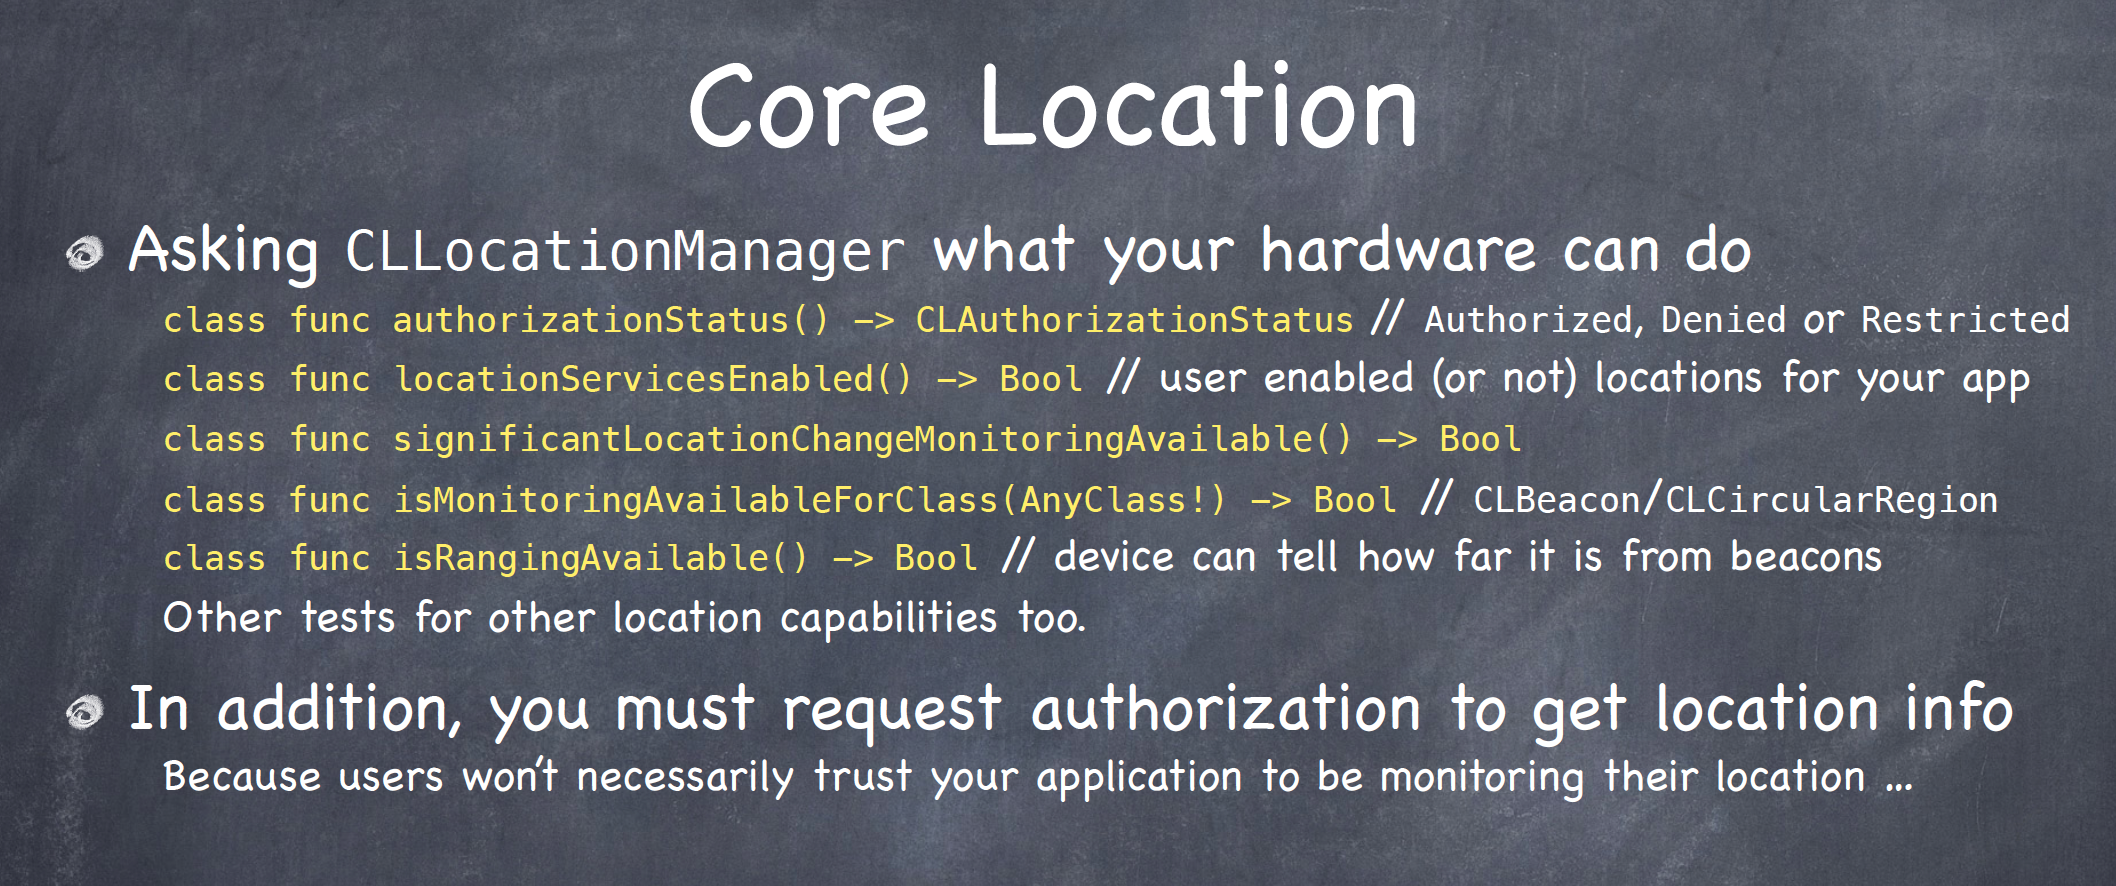 Core Location
Asking CLLocationManager what your hardware can do
class func authorizationStatus() -> CLAuthorizationStatus // Authorized, Denied or Restricted
class func locationServicesEnabled() -> Bool // user enabled (or not) locations for your app
class func significantLocationChangeMonitoringAvailable() -> Bool
class func isMonitoringAvailableForClass(AnyClass!) -> Bool // CLBeacon/CLCircularRegion
class func isRangingAvailable() -> Bool // device can tell how far it is from beacons
Other tests for other location capabilities too.
In addition, you must request authorization to get location info
Because users won’t necessarily trust your application to be monitoring their location ...